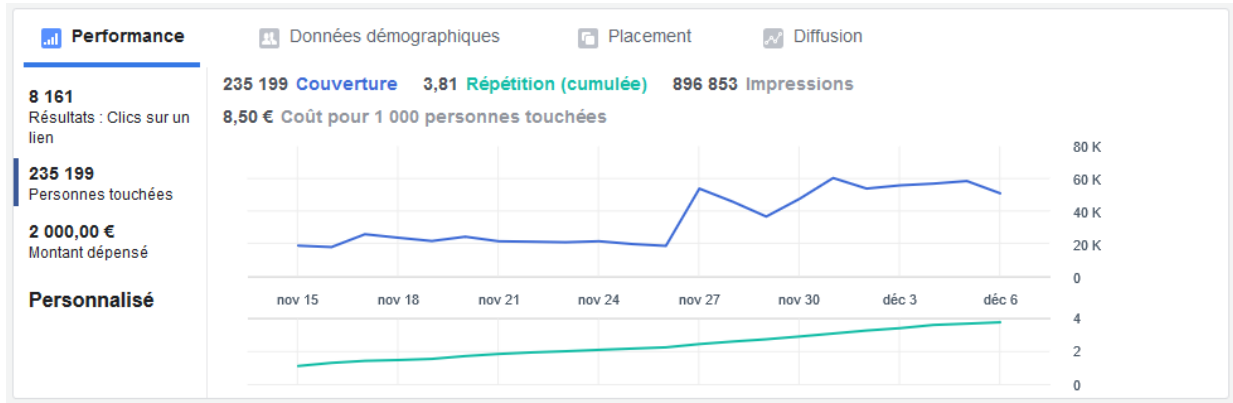 Performance Données démographiques Placement Diffusion
8 161
Résultats : Clics sur un
lien
235 199
Personnes touchées
2 000,00 €
Montant dépensé
Personnalisé
235 199 Couverture 3,81 Répétition (cumulée) 896 853 Impressions
8,50 € Coût pour 1 000 personnes touchées
80 K
60 K
40 K
20 K
0
nov 15 nov 18 nov 21 nov 24 nov 27 nov 30 déc 3 déc 6
4
2
0